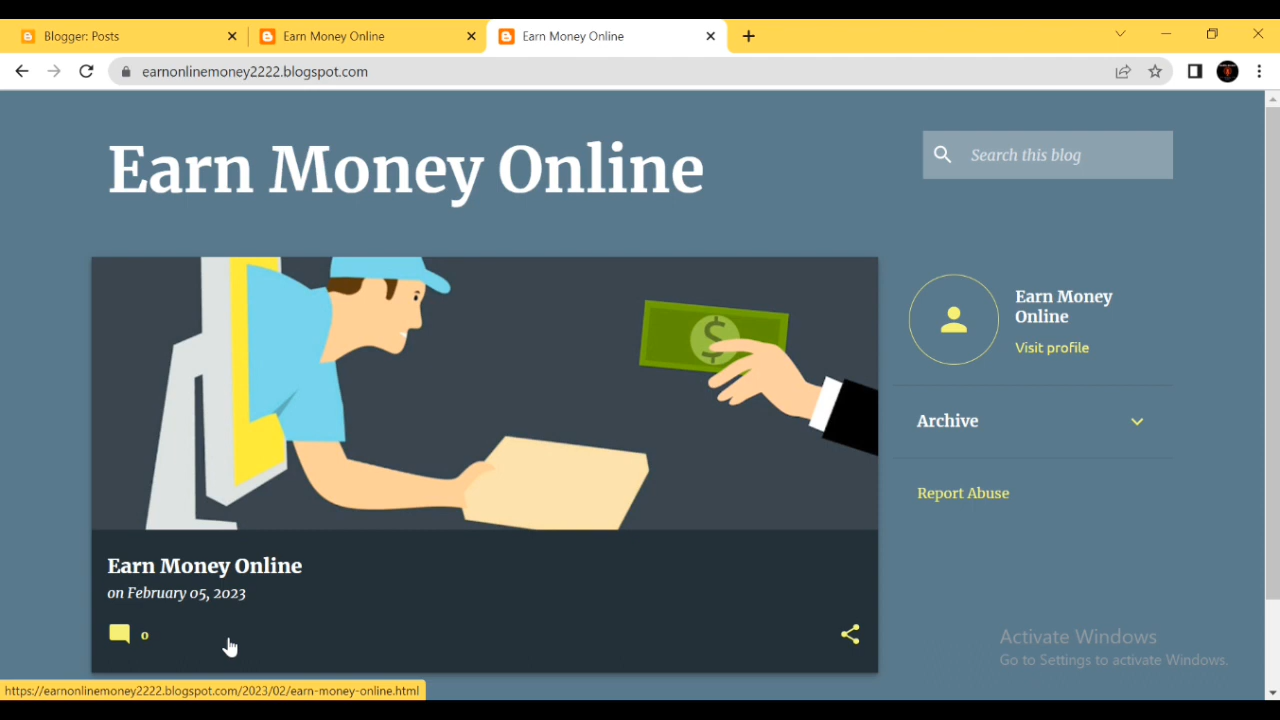 Blogger: Posts
Earn Money Online
Earn Money Online
earnonlinemoney2222.blogspot.com
Earn Money Online
Search this blog
$
Earn Money
Online
Visit profile
Archive
Report Abuse
Earn Money Online
on February 05, 2023
0
Activate Windows
Go to Settings to activate Windows.
https://earnonlinemoney2222.blogspot.com/2023/02/earn-money-online.html